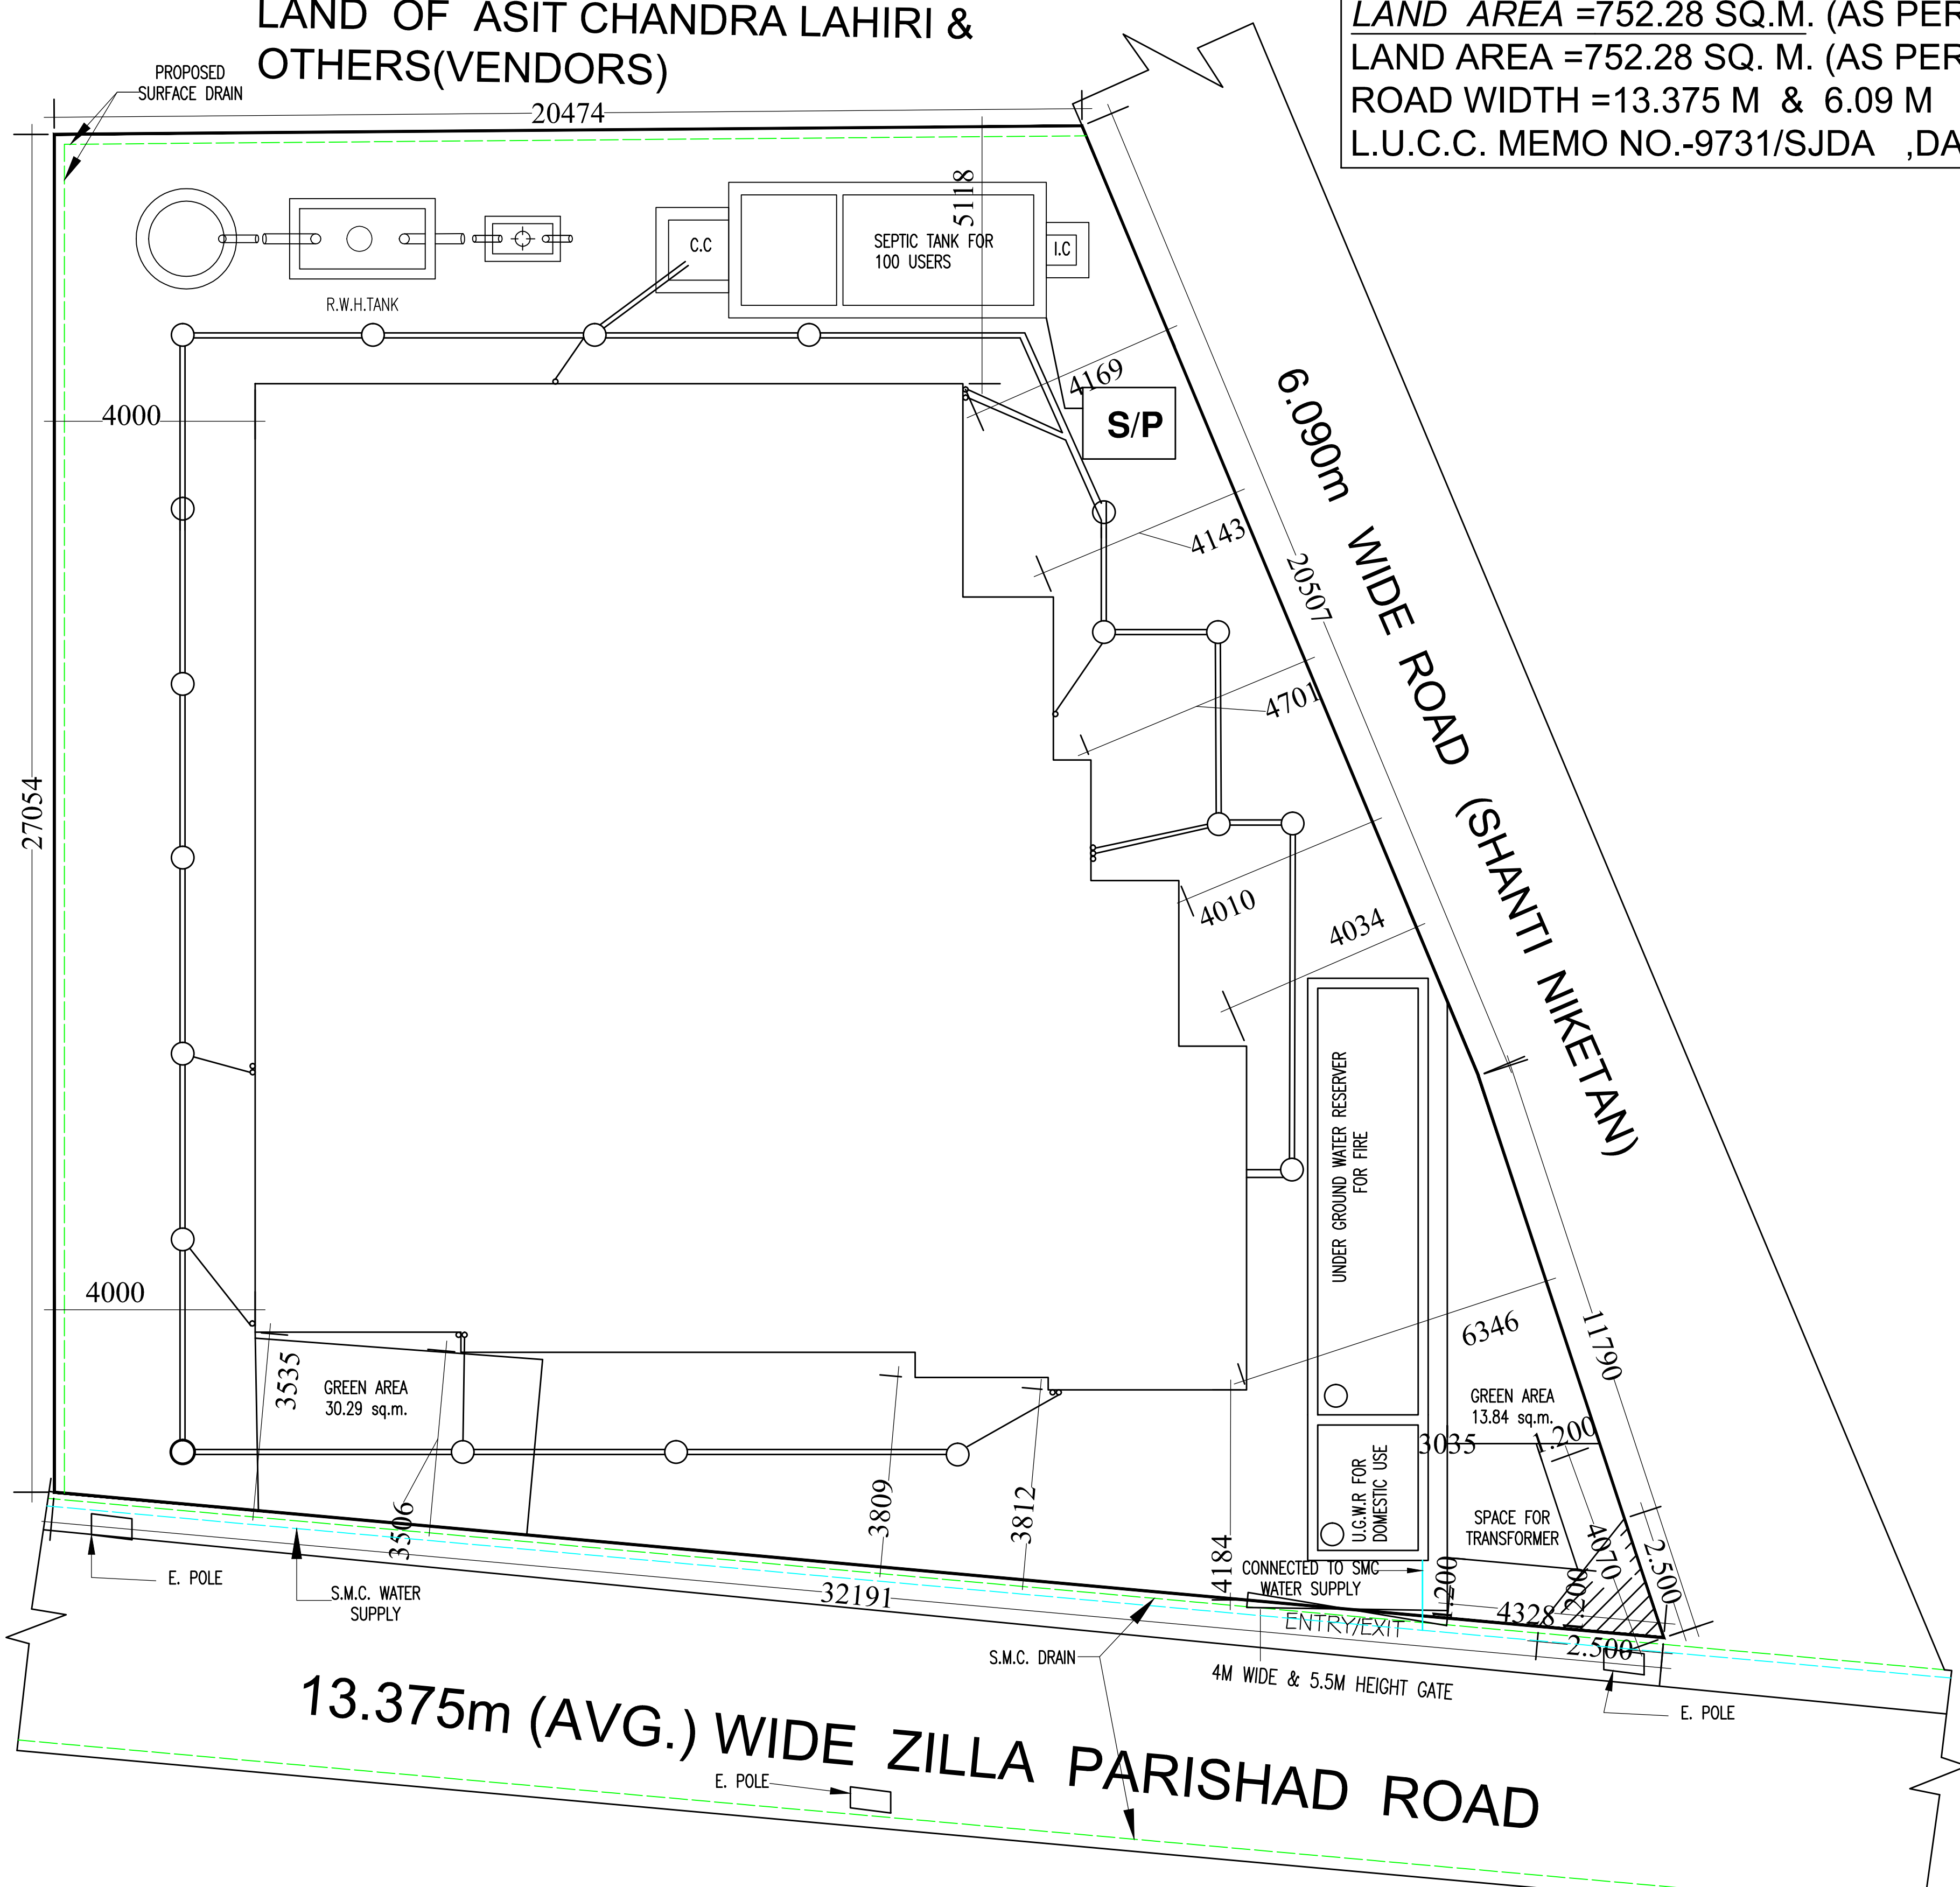 LAND OF ASIT CHANDRA LAHIRI &
OTHERS(VENDORS)
LAND AREA =752.28 SQ.M. (AS PER
LAND AREA =752.28 SQ. M. (AS PER
ROAD WIDTH =13.375 M & 6.09 M
L.U.C.C. MEMO NO.-9731/SJDA ,DA
PROPOSED
SURFACE DRAIN
20474
5118
C.C
SEPTIC TANK FOR
100 USERS
I.C
R.W.H.TANK
4169
S/P
4000
4143
20507
6.090m WIDE ROAD (SHANTI NIKETAN)
4701
27054
4010
4034
UNDER GROUND WATER RESERVER
FOR FIRE
4000
6346
11790
3535
GREEN AREA
30.29 sq.m.
GREEN AREA
13.84 sq.m.
1.200
3035
U.G.W.R FOR
DOMESTIC USE
3506
3809
3812
4184
SPACE FOR
TRANSFORMER
4070
2.500
CONNECTED TO SMC
WATER SUPPLY
1.200
1.200
4328
2.500
E. POLE
S.M.C. WATER
SUPPLY
32191
ENTRY/EXIT
S.M.C. DRAIN
4M WIDE & 5.5M HEIGHT GATE
E. POLE
13.375m (AVG.) WIDE ZILLA PARISHAD ROAD
E. POLE